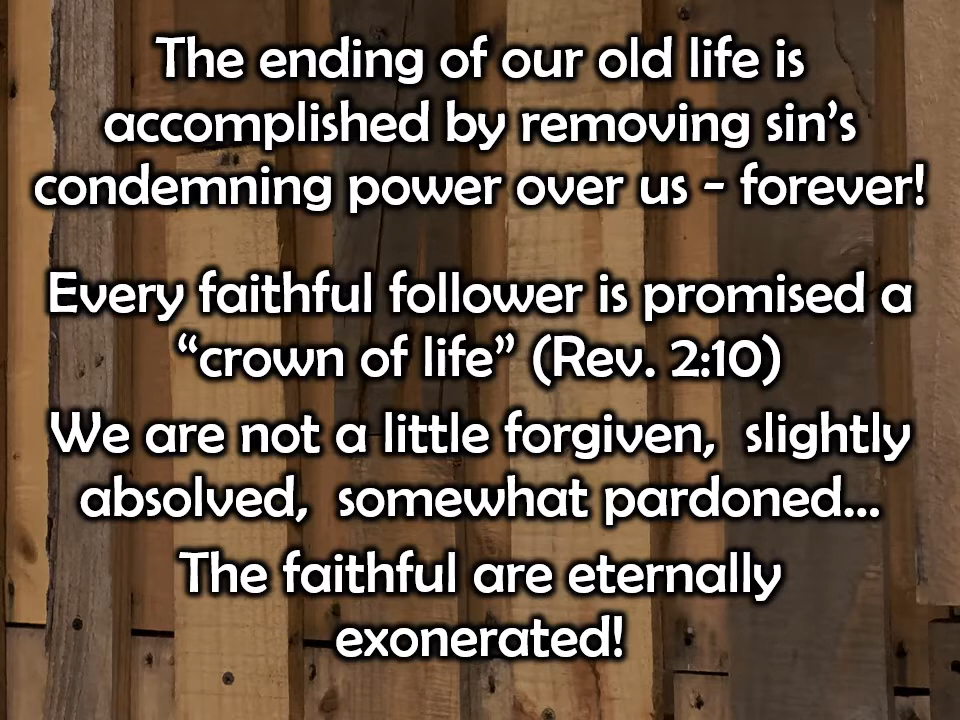 The ending of our old life is
accomplished by removing sin’s
condemning power over us - forever!
Every faithful follower is promised a
“crown of life” (Rev. 2:10)
We are not a little forgiven,  slightly
absolved,  somewhat pardoned...
The faithful are eternally
exonerated!